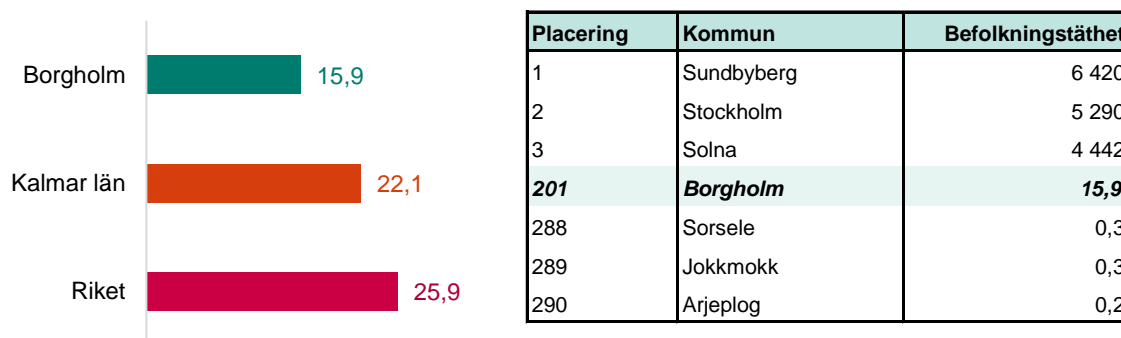 Borgholm 15,9
Kalmar län 22,1
Riket 25,9
Placering Kommun Befolkningstäthet
1 Sundbyberg 6 420
2 Stockholm 5 290
3 Solna 4 442
201 Borgholm 15,9
288 Sorsele 0,3
289 Jokkmokk 0,3
290 Arjeplog 0,2